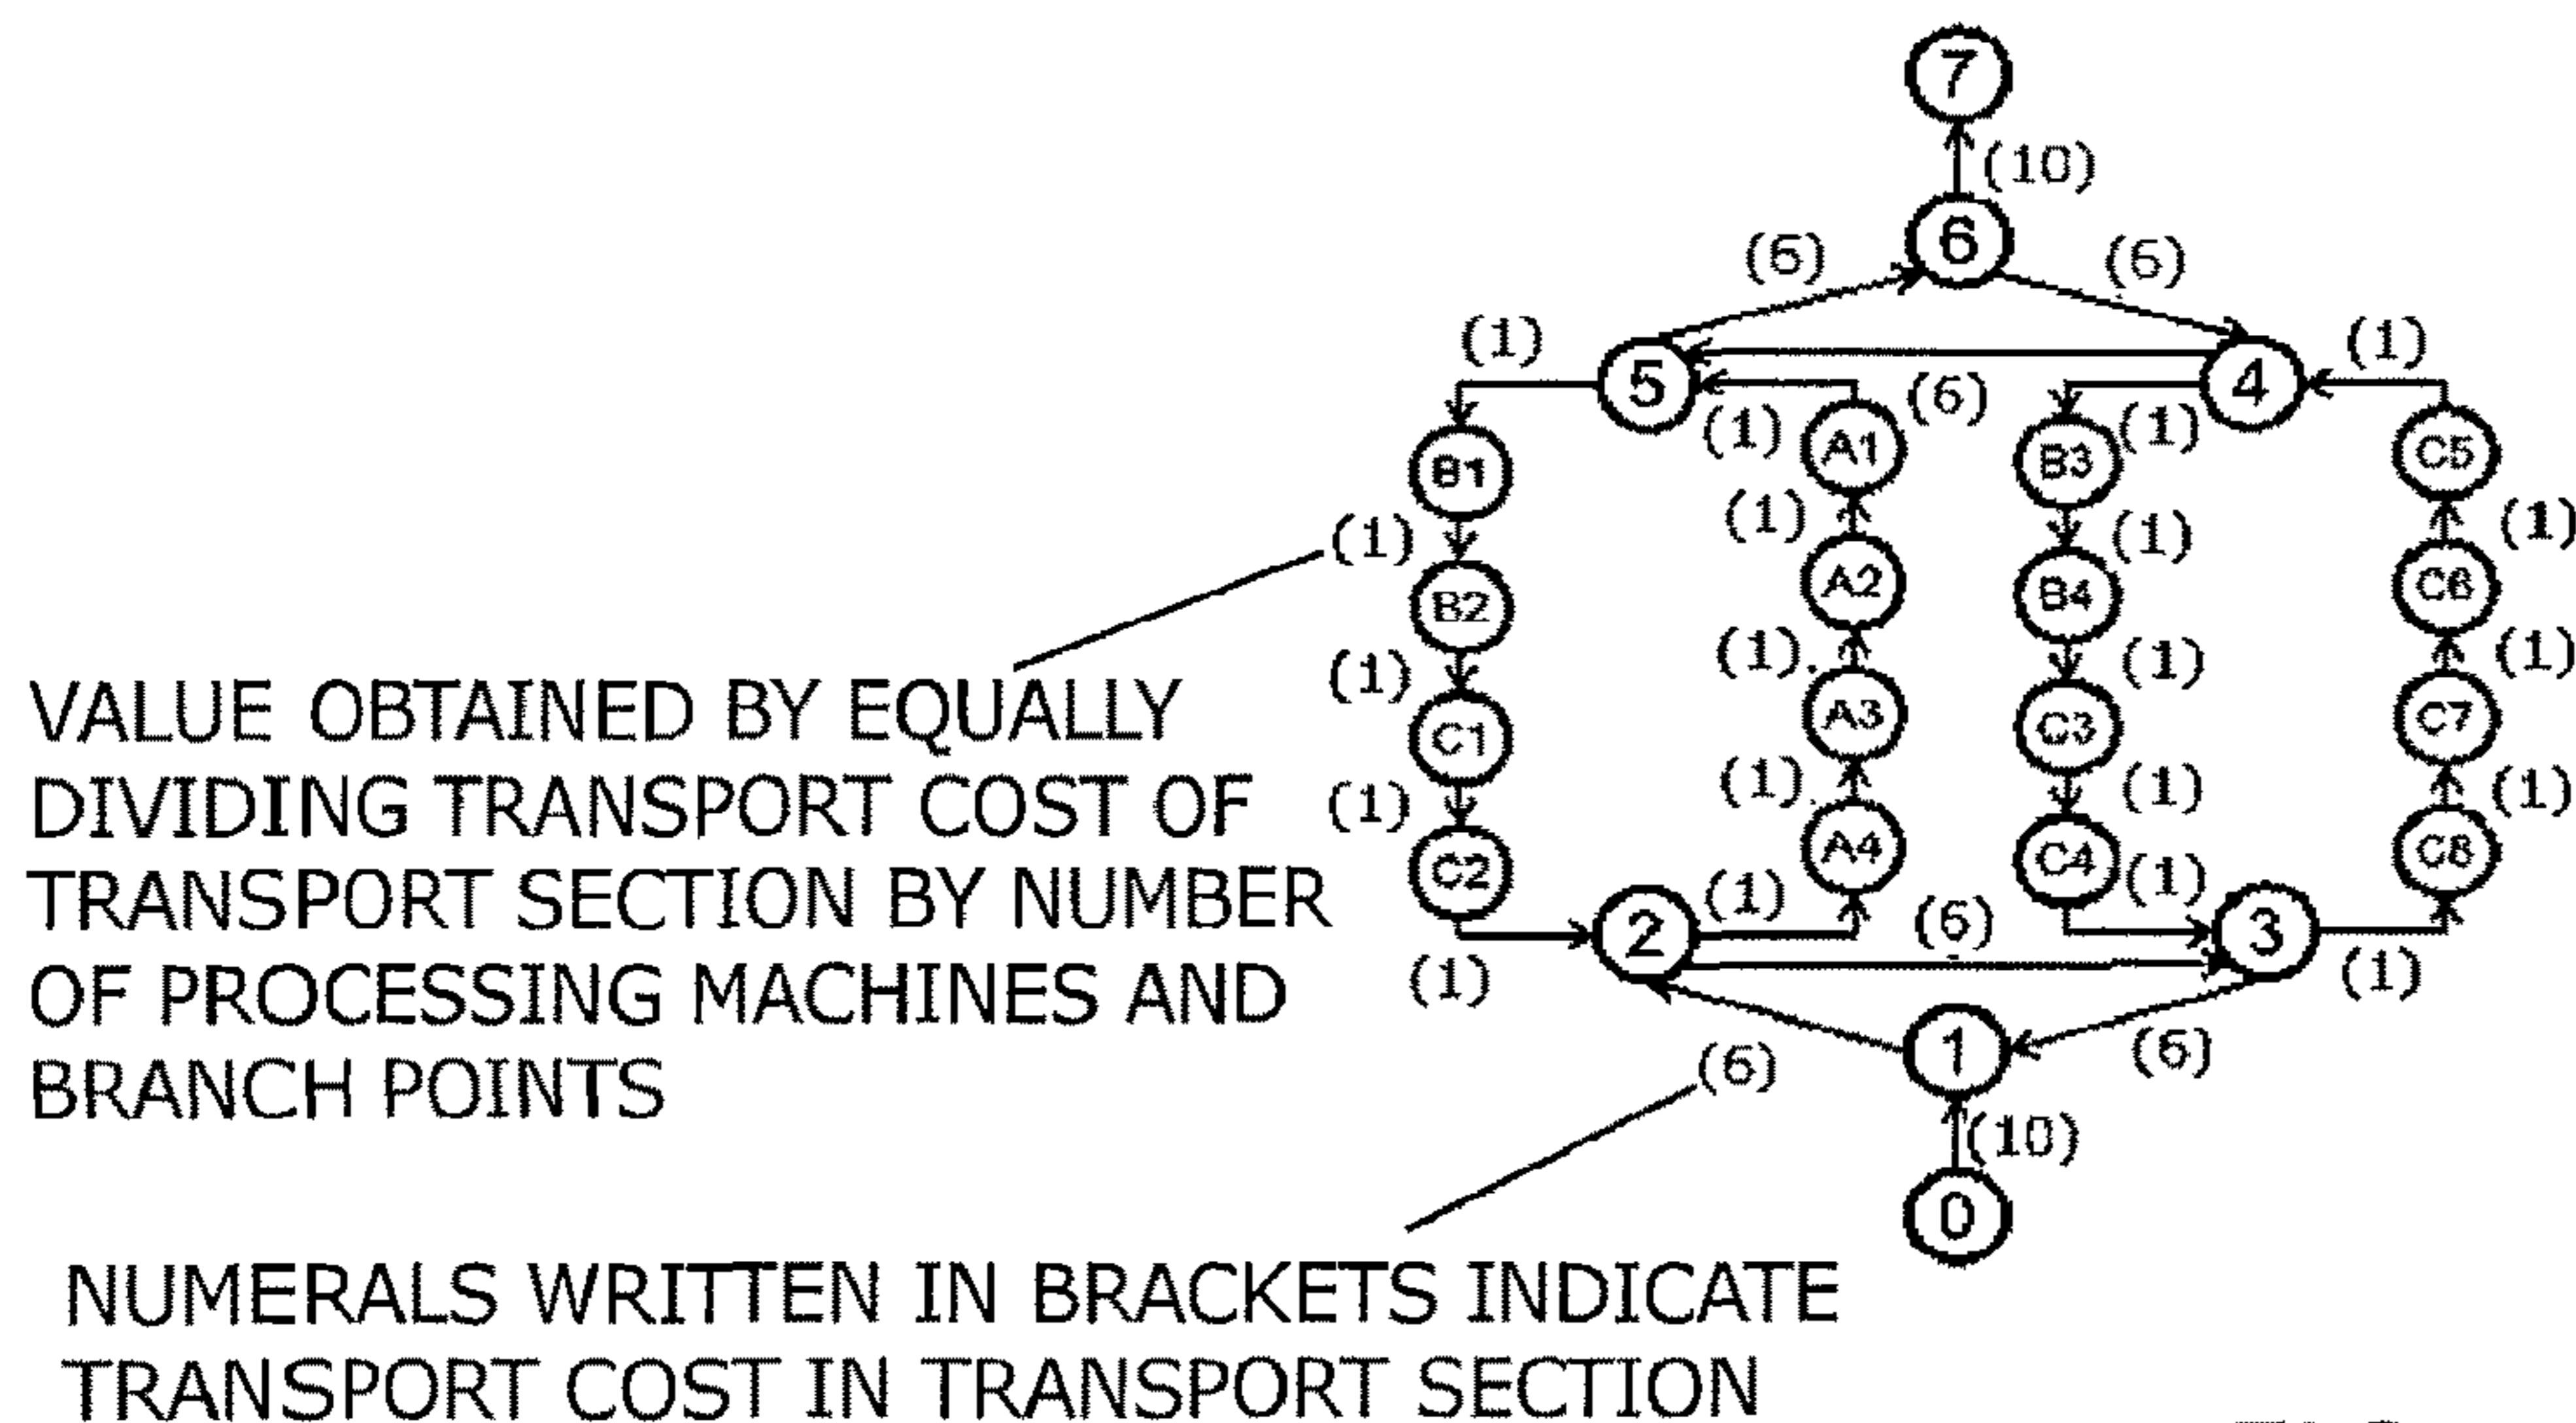 7
(10)
6
(6) (6)
(1) (1)
5 4
(6)
(1) (1)
B1 A1 B3 C5
(1) (1) (1) (1)
B2 A2 B4 C6
(1) (1) (1) (1)
C1 A3 C3 C7
(1) (1) (1) (1)
C2 A4 C4 C8
(1) (1)
2 (6) 3
(1) (1)
1
(6) (6)
(10)
0
VALUE OBTAINED BY EQUALLY
DIVIDING TRANSPORT COST OF
TRANSPORT SECTION BY NUMBER
OF PROCESSING MACHINES AND
BRANCH POINTS
NUMERALS WRITTEN IN BRACKETS INDICATE
TRANSPORT COST IN TRANSPORT SECTION